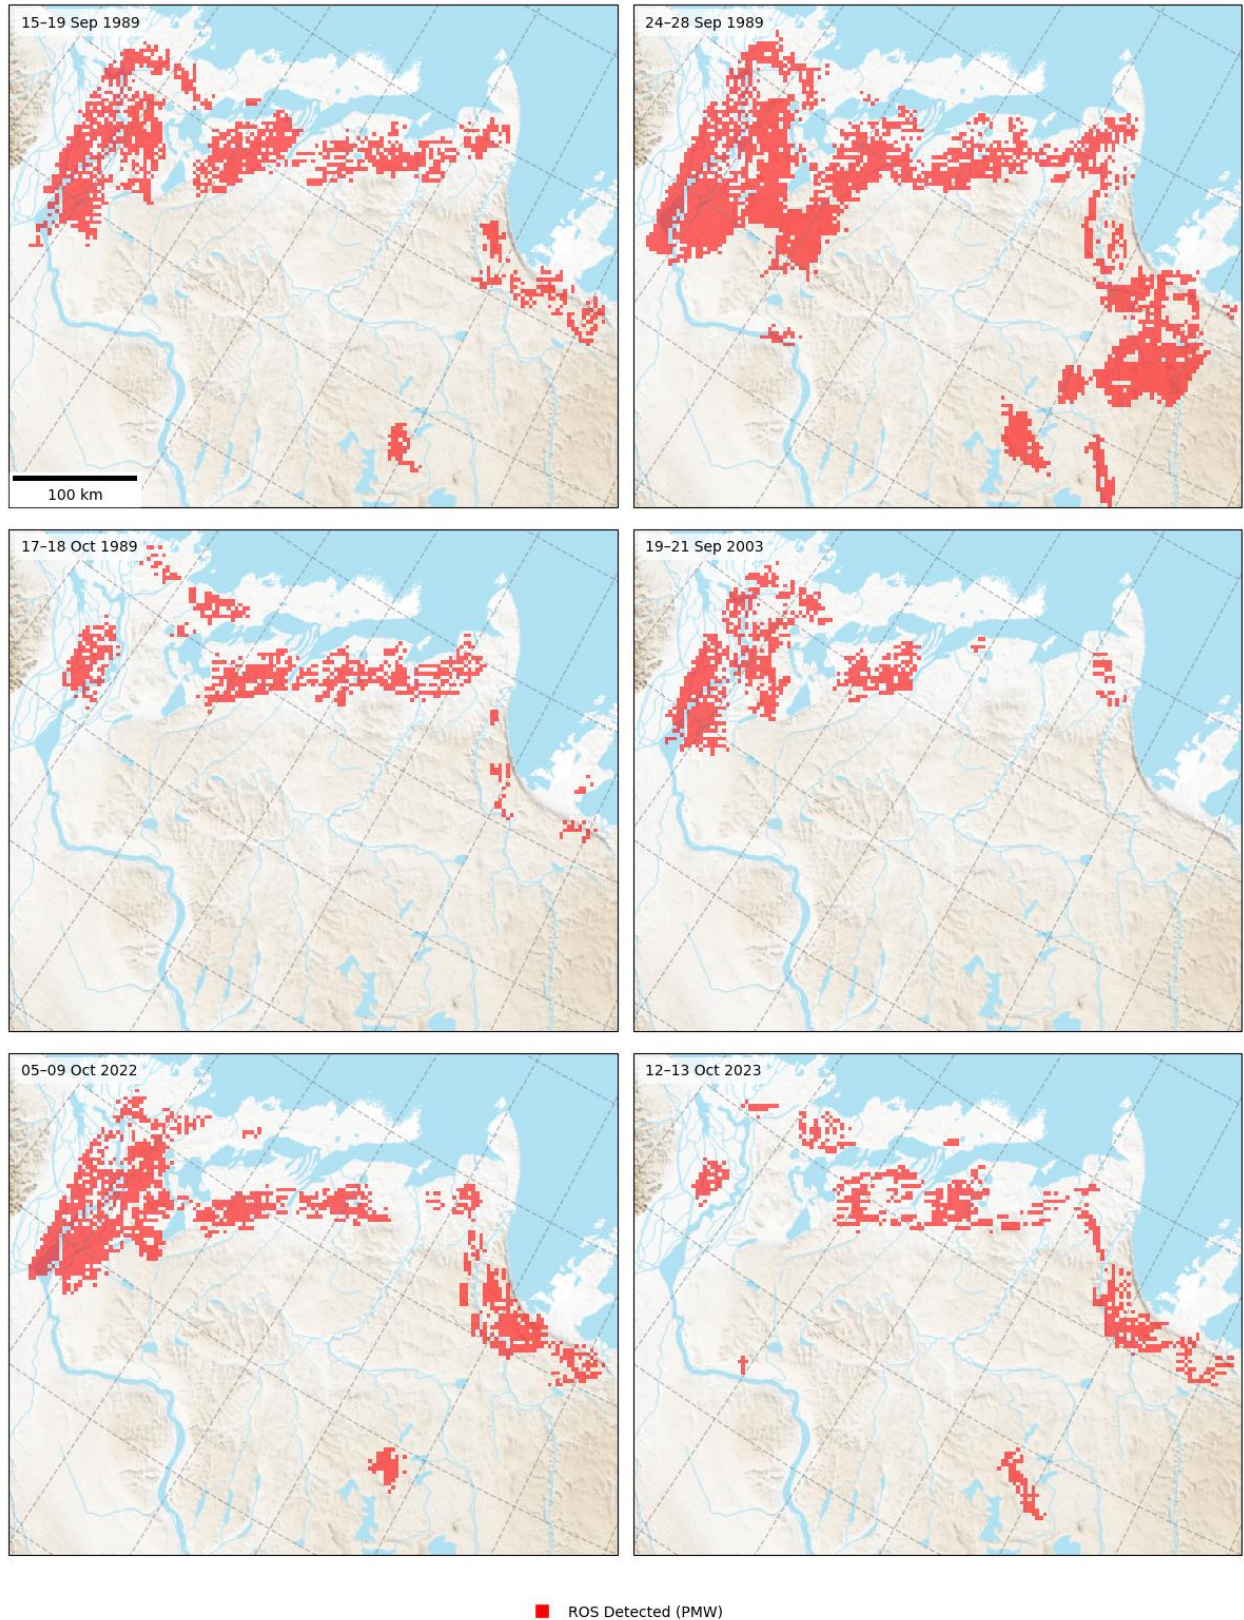 15–19 Sep 1989
24–28 Sep 1989
100 km
17–18 Oct 1989
19–21 Sep 2003
05–09 Oct 2022
12–13 Oct 2023
ROS Detected (PMW)